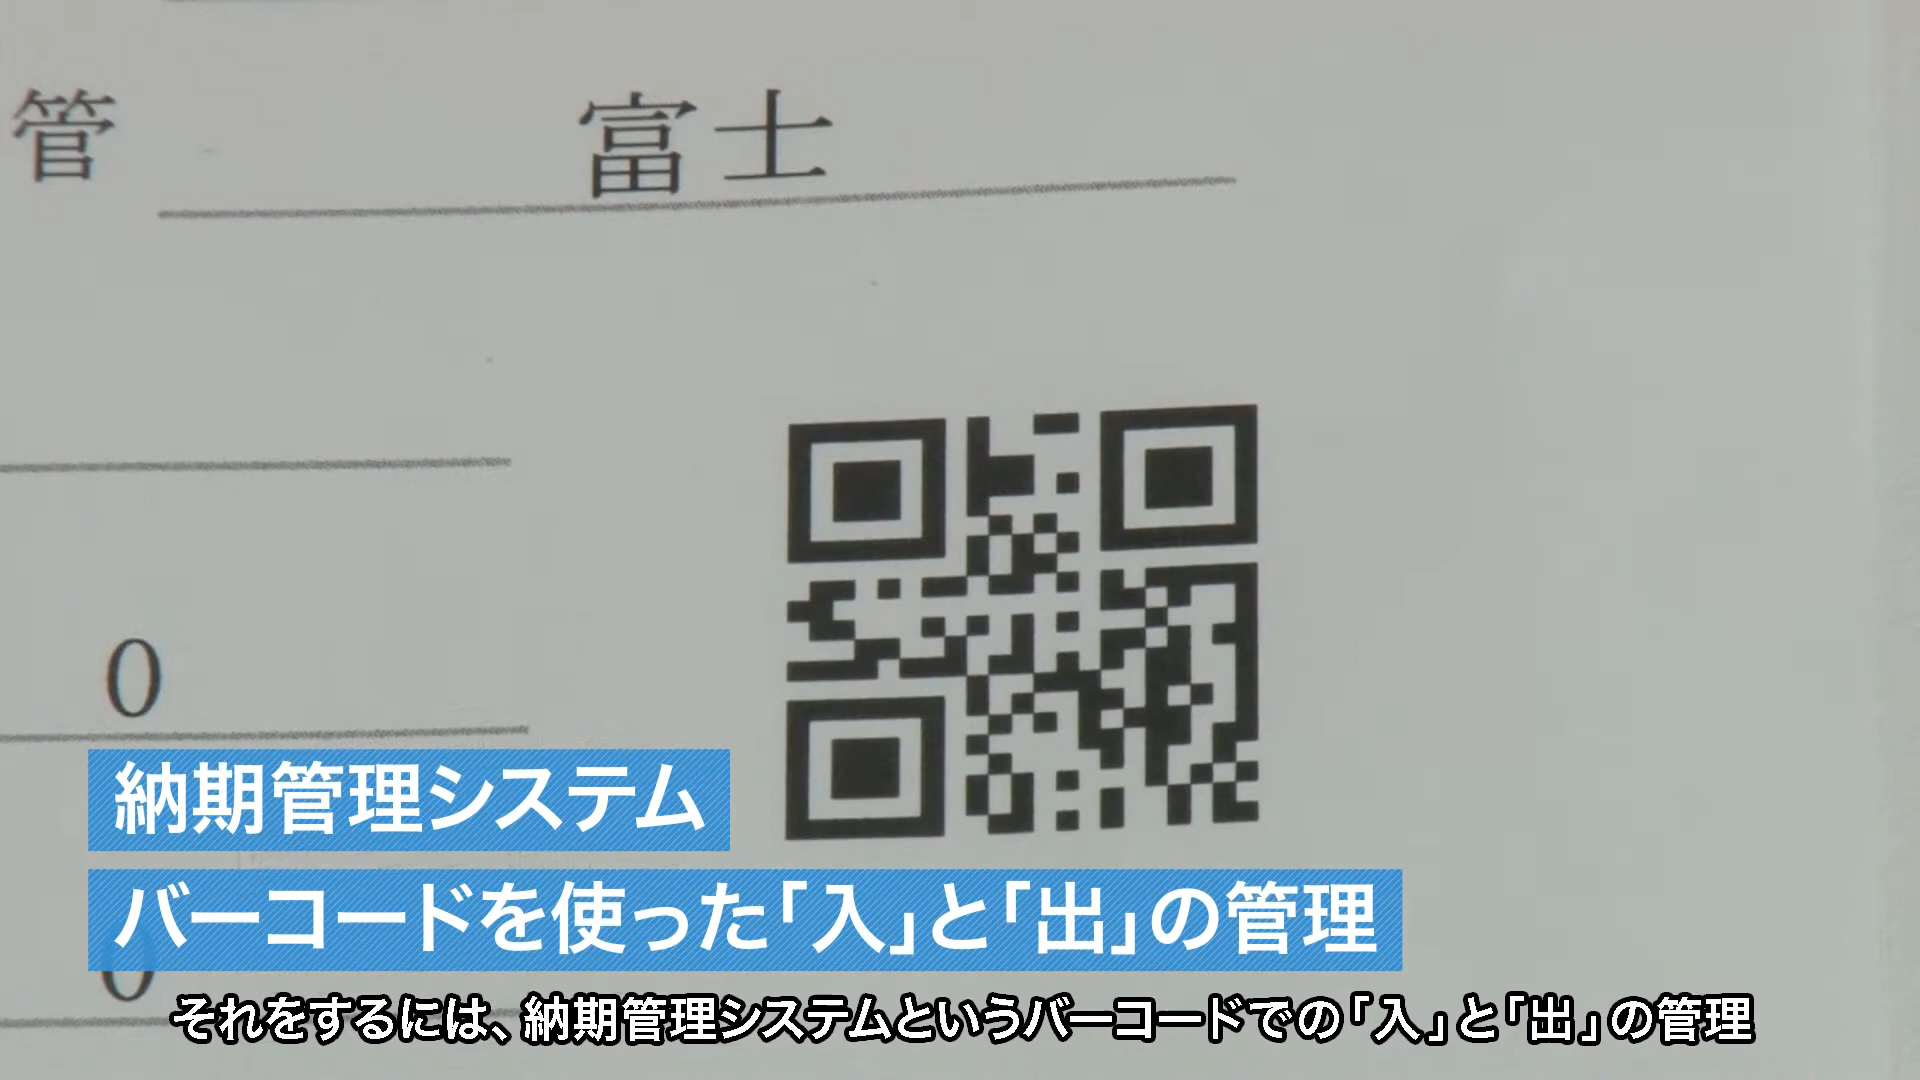 管 富士
0
納期管理システム
バーコードを使った「入」と「出」の管理
0
それをするには、納期管理システムというバーコードでの「入」と「出」の管理